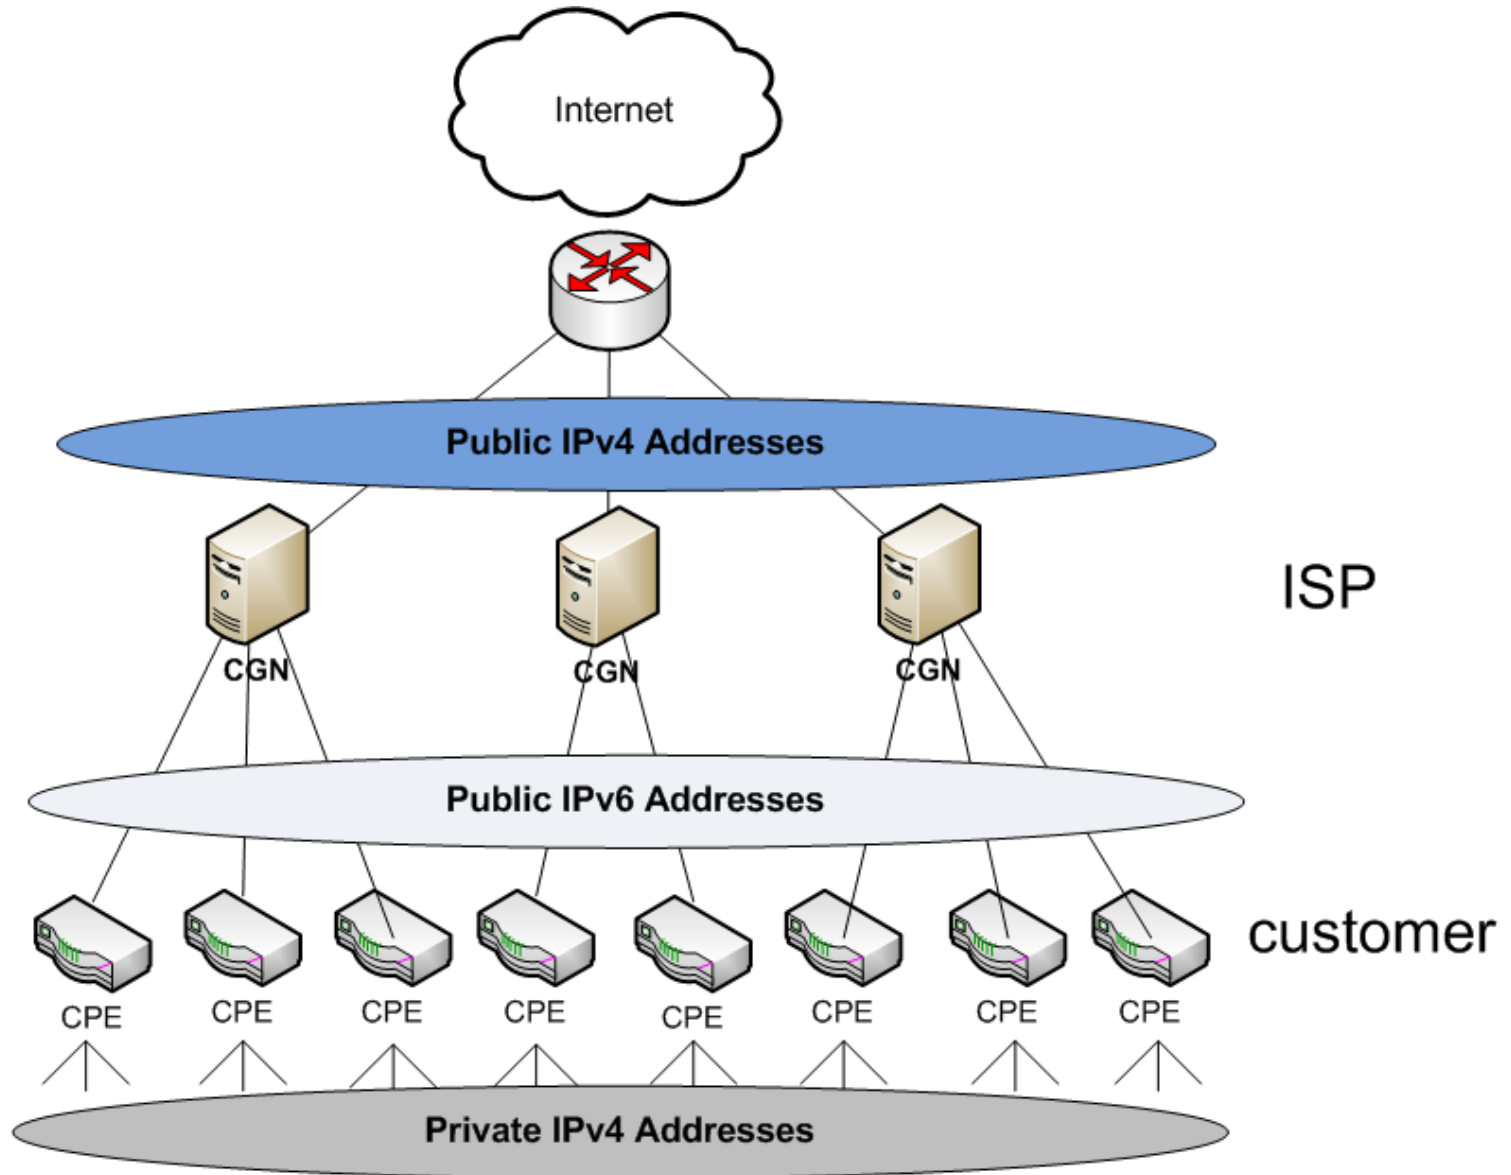 Internet
Public IPv4 Addresses
ISP
CGN
CGN
CGN
Public IPv6 Addresses
customer
CPE
CPE
CPE
CPE
CPE
CPE
CPE
CPE
Private IPv4 Addresses